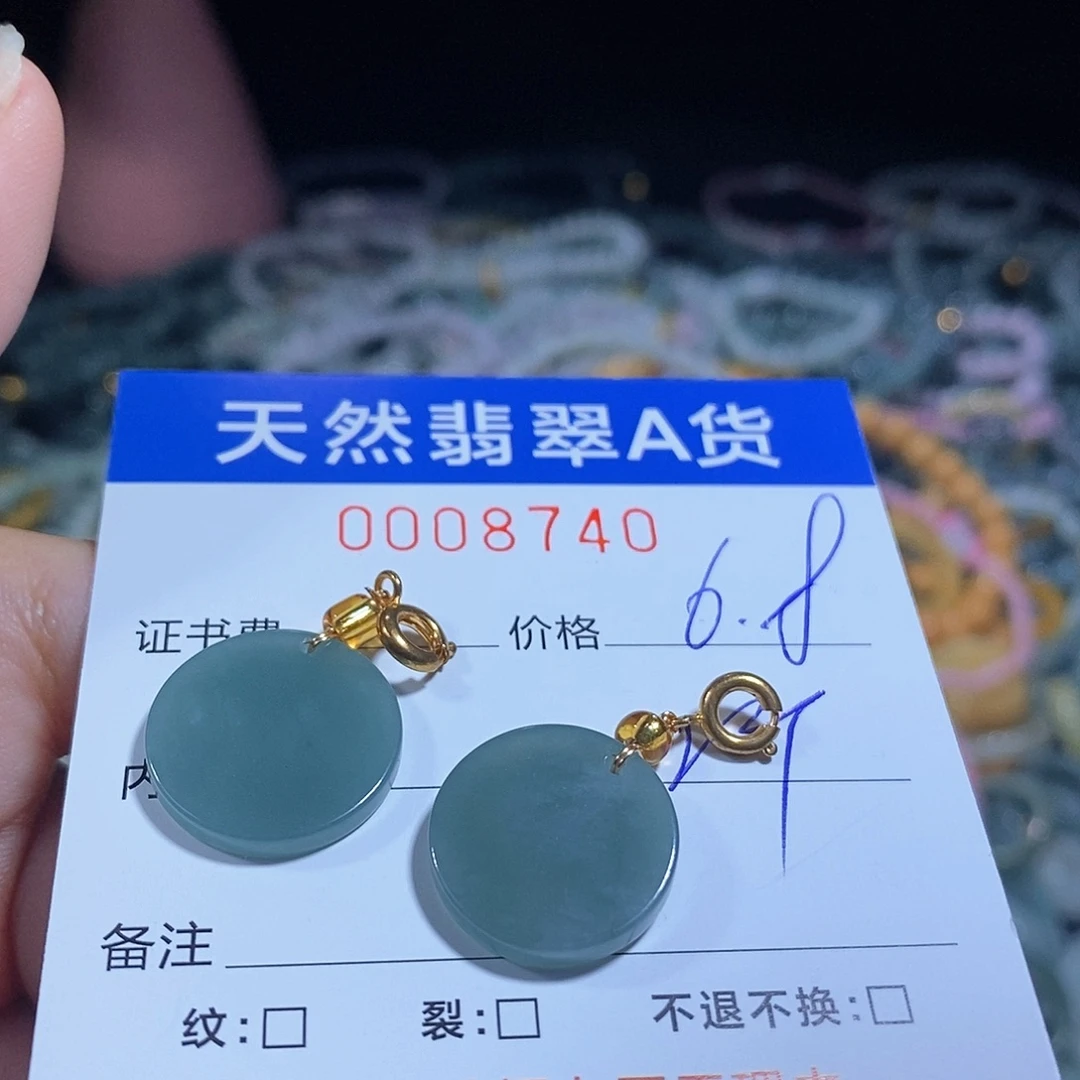 天然翡翠A货
0008740
证书费 价格 6.8
内
备注
纹:□ 裂:□ 不退不换:□